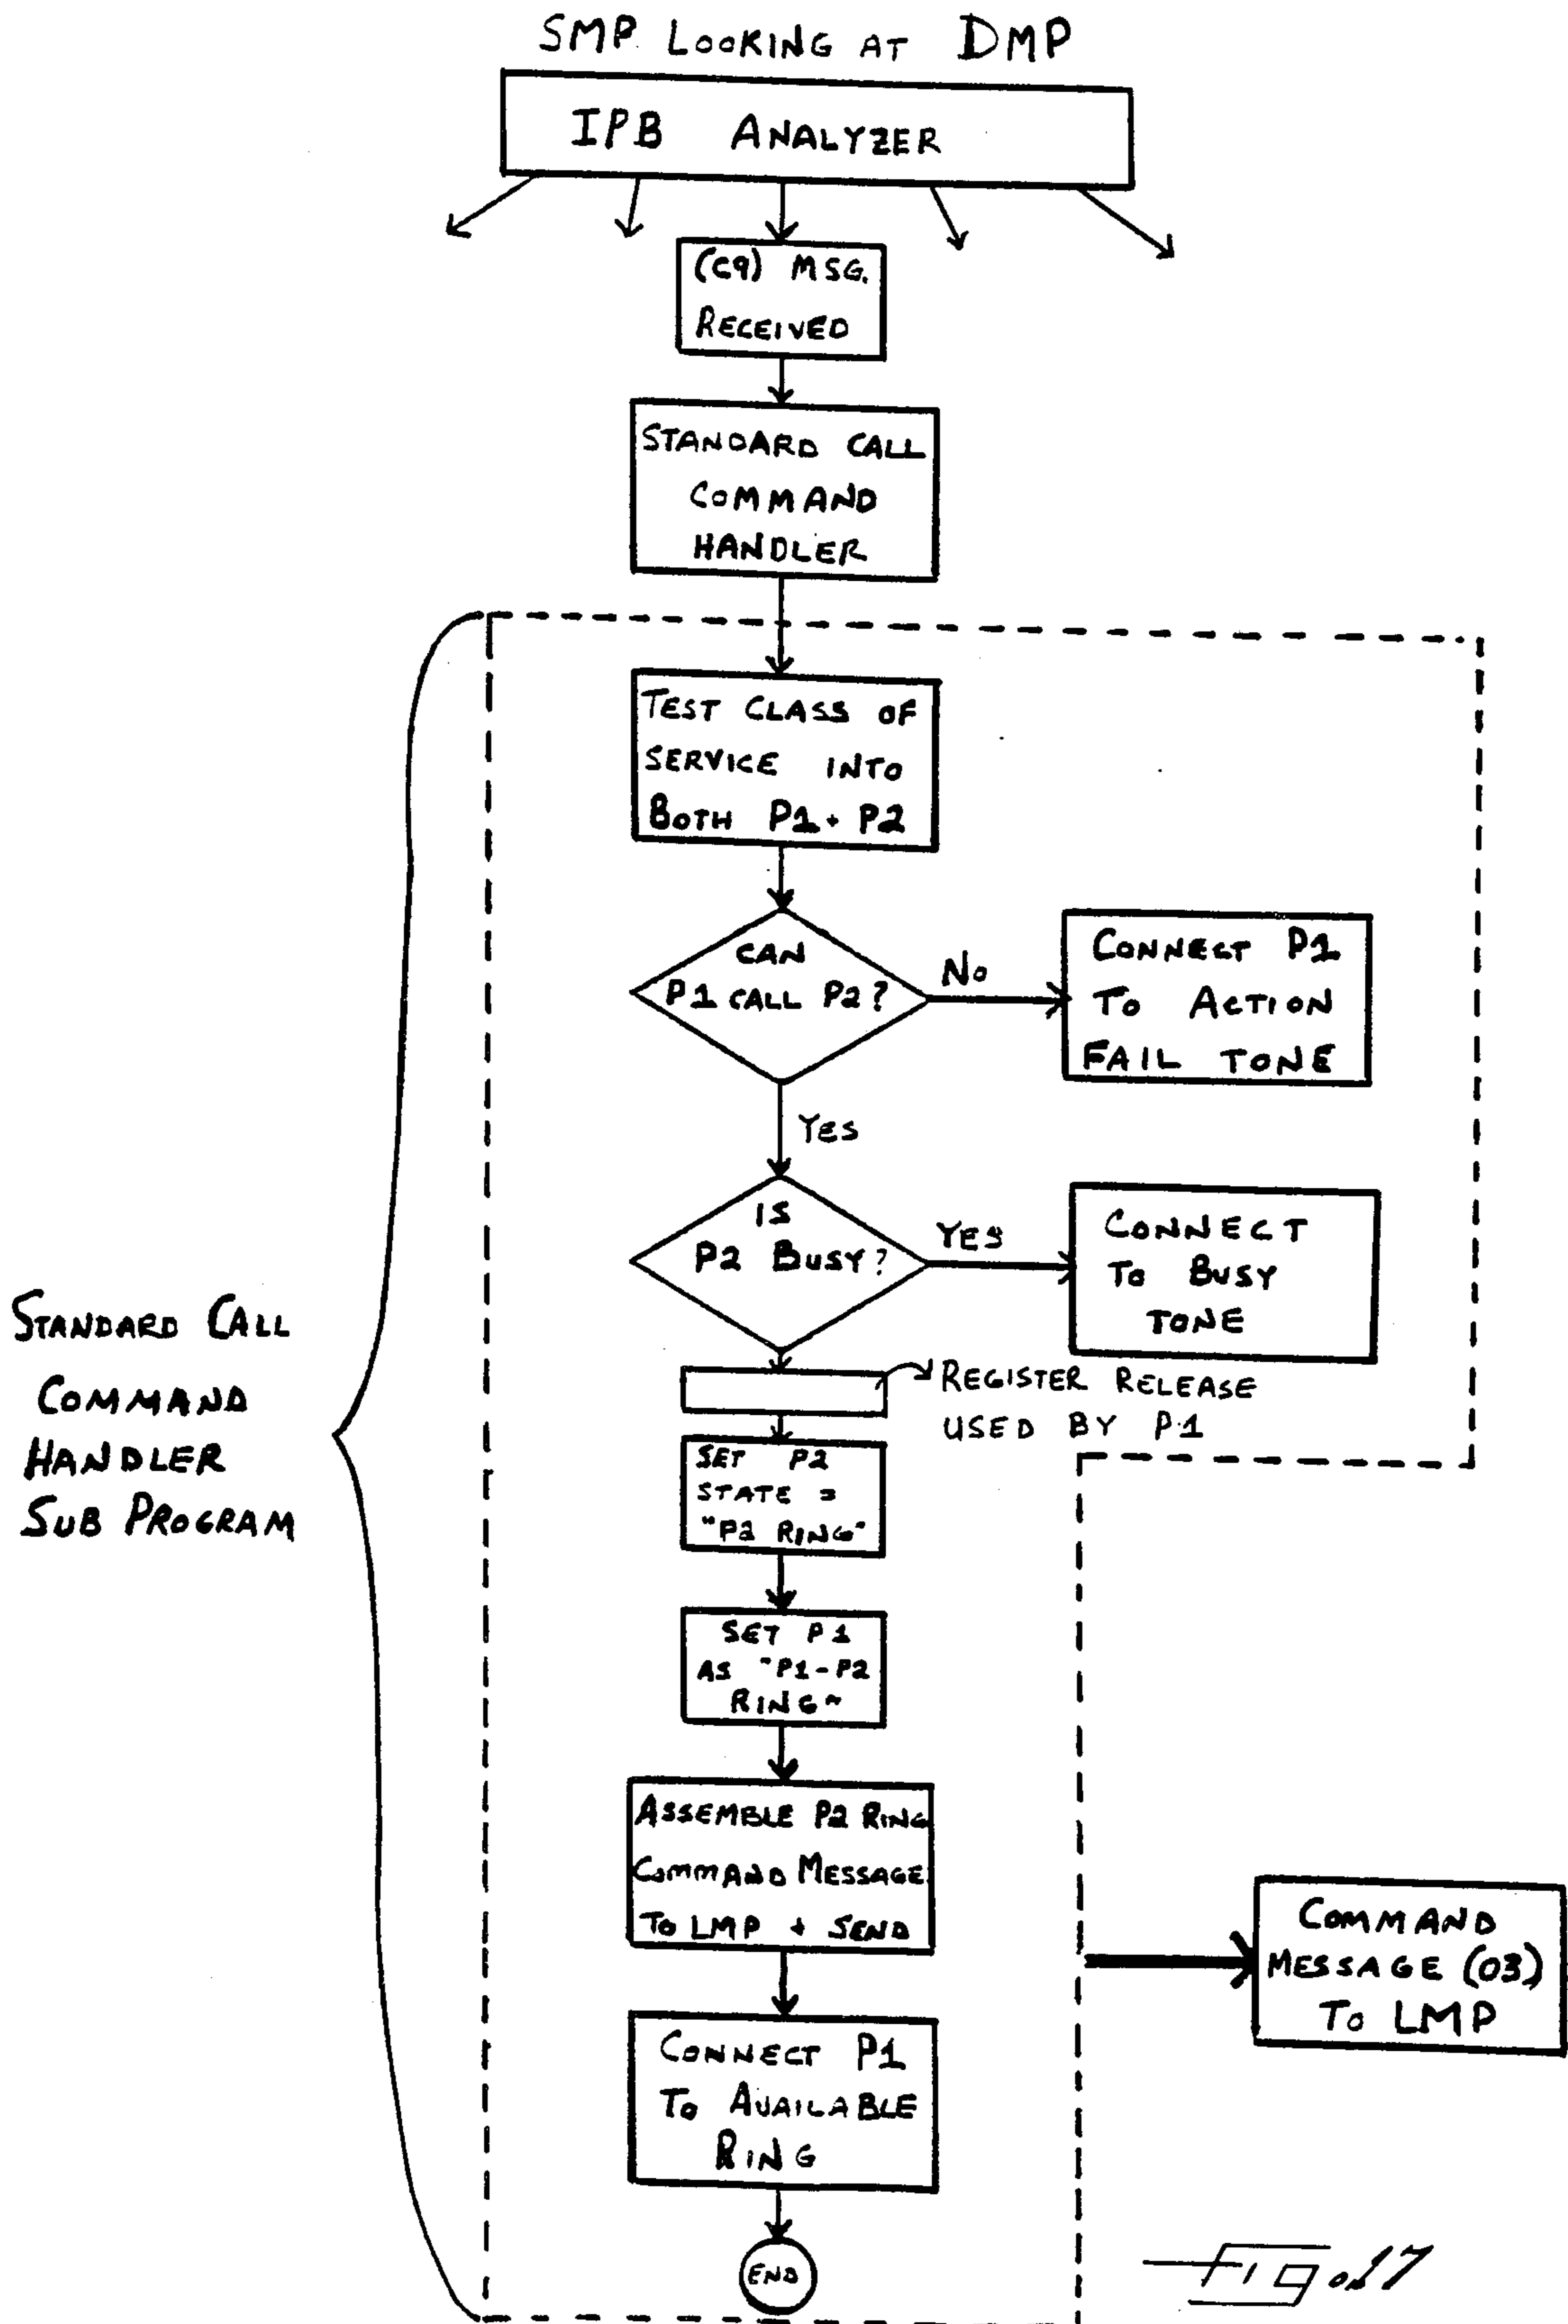 SMP LOOKING AT DMP
IPB ANALYZER
(C9) MSG.
RECEIVED
STANDARD CALL
COMMAND
HANDLER
TEST CLASS OF
SERVICE INTO
BOTH P1 + P2
CAN
P1 CALL P2?
NO
CONNECT P1
TO ACTION
FAIL TONE
YES
IS
P2 BUSY?
YES
CONNECT
TO BUSY
TONE
REGISTER RELEASE
USED BY P1
STANDARD CALL
COMMAND
HANDLER
SUB PROGRAM
SET P2
STATE =
"P2 RING"
SET P1
AS "P1-P2
RING"
ASSEMBLE P2 RING
COMMAND MESSAGE
TO LMP + SEND
COMMAND
MESSAGE (03)
TO LMP
CONNECT P1
TO AVAILABLE
RING
END
Fig. 17